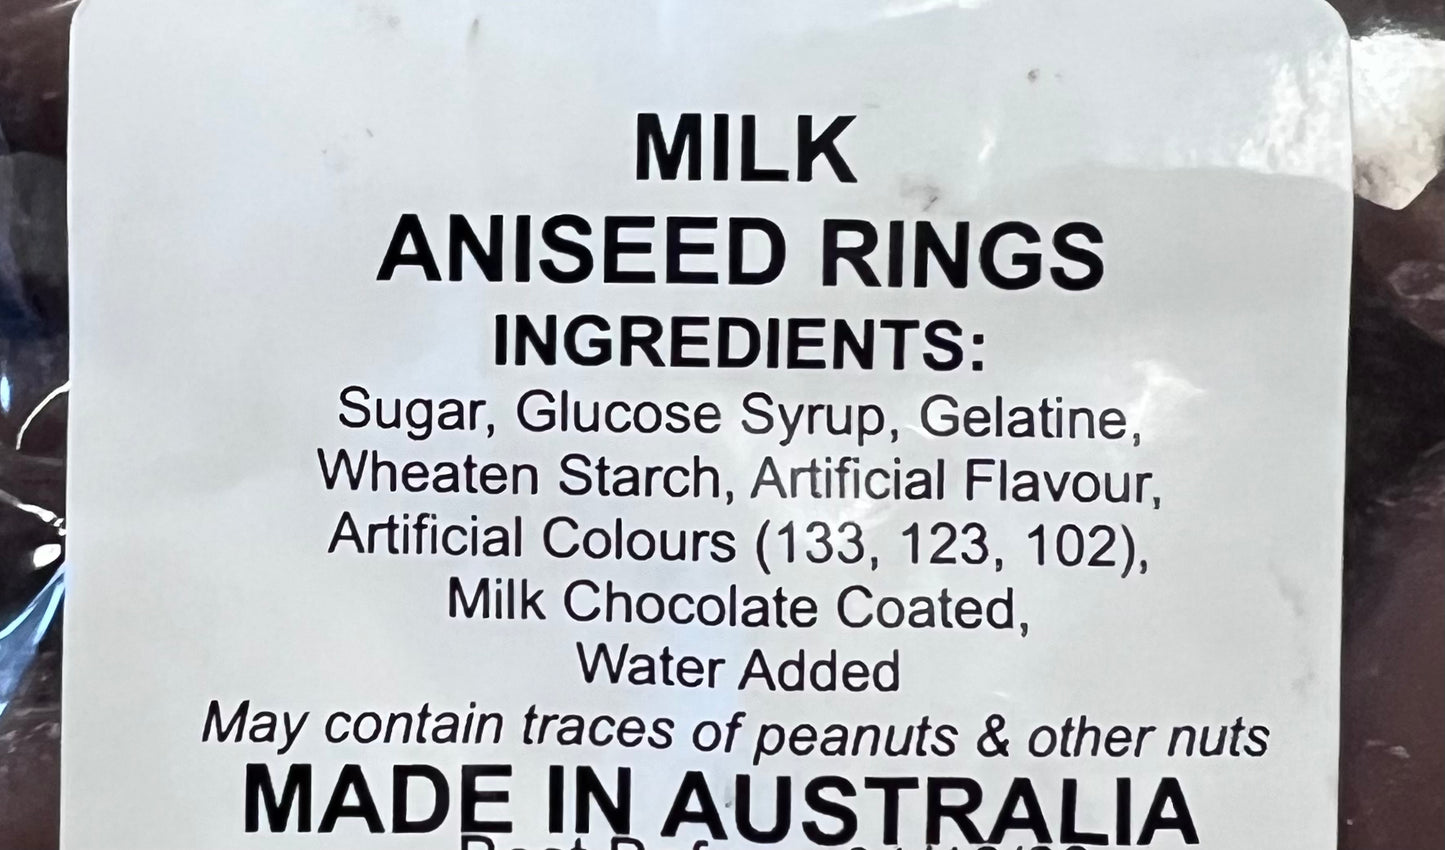 MILK
ANISEED RINGS
INGREDIENTS:
Sugar, Glucose Syrup, Gelatine,
Wheaten Starch, Artificial Flavour,
Artificial Colours (133, 123, 102),
Milk Chocolate Coated,
Water Added
May contain traces of peanuts & other nuts
MADE IN AUSTRALIA